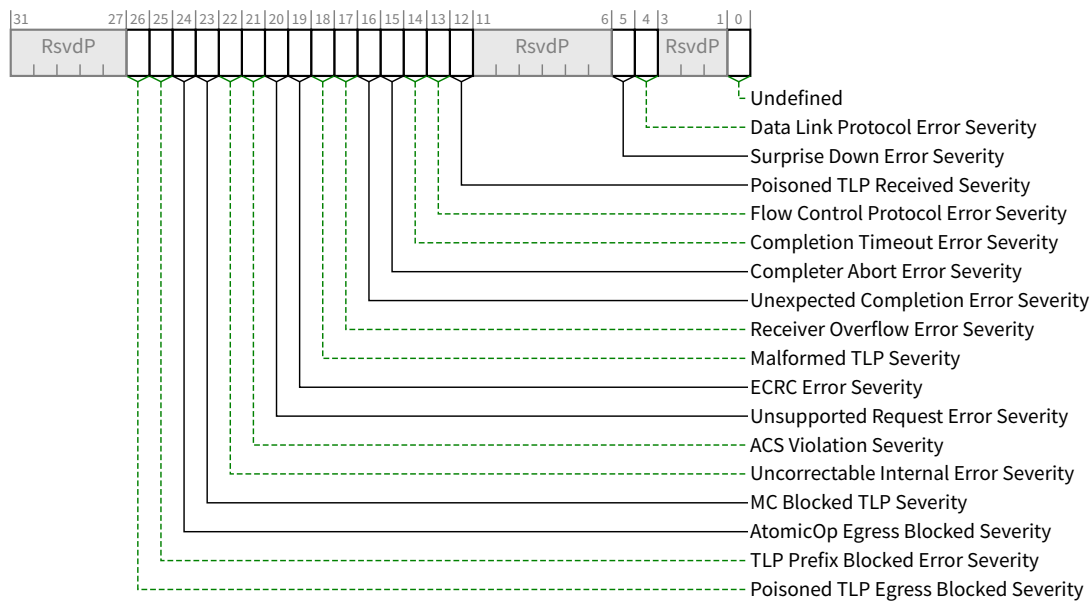 31 27 26 25 24 23 22 21 20 19 18 17 16 15 14 13 12 11 6 5 4 3 1 0
RsvdP RsvdP RsvdP
Undefined
Data Link Protocol Error Severity
Surprise Down Error Severity
Poisoned TLP Received Severity
Flow Control Protocol Error Severity
Completion Timeout Error Severity
Completer Abort Error Severity
Unexpected Completion Error Severity
Receiver Overflow Error Severity
Malformed TLP Severity
ECRC Error Severity
Unsupported Request Error Severity
ACS Violation Severity
Uncorrectable Internal Error Severity
MC Blocked TLP Severity
AtomicOp Egress Blocked Severity
TLP Prefix Blocked Error Severity
Poisoned TLP Egress Blocked Severity